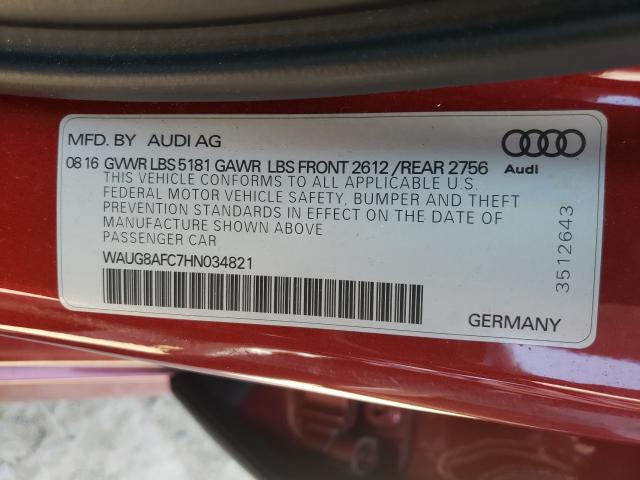 MFD. BY AUDI AG
08 16 GVWR LBS 5181 GAWR LBS FRONT 2612 / REAR 2756
THIS VEHICLE CONFORMS TO ALL APPLICABLE U.S.
FEDERAL MOTOR VEHICLE SAFETY, BUMPER AND THEFT
PREVENTION STANDARDS IN EFFECT ON THE DATE OF
MANUFACTURE SHOWN ABOVE
PASSENGER CAR
WAUG8AFC7HN034821
Audi
3512643
GERMANY